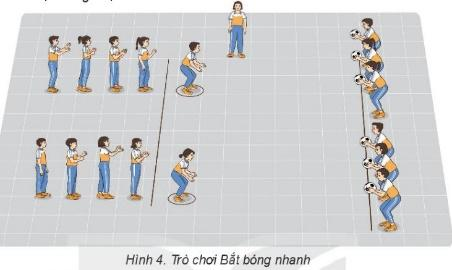 Hình 4. Trò chơi Bắt bóng nhanh